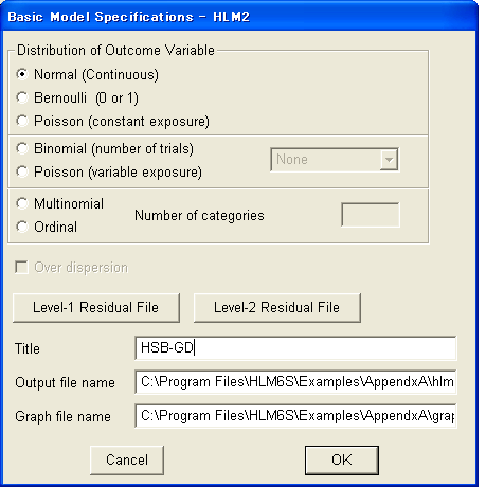 Basic Model Specifications - HLM2
Distribution of Outcome Variable
Normal (Continuous)
Bernoulli (0 or 1)
Poisson (constant exposure)
Binomial (number of trials)
None
Poisson (variable exposure)
Multinomial
Number of categories
Ordinal
Over dispersion
Level-1 Residual File
Level-2 Residual File
Title
HSB-GD
Output file name
C:\Program Files\HLM6S\Examples\AppendxA\hlm
Graph file name
C:\Program Files\HLM6S\Examples\AppendxA\grap
Cancel
OK